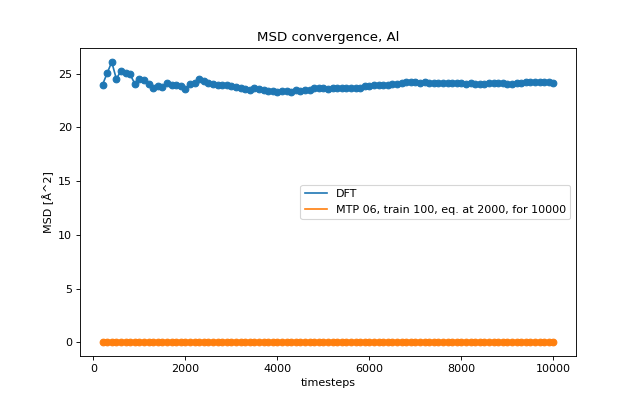 MSD convergence, Al
MSD [Å^2]
25
20
15
10
5
0
DFT
MTP 06, train 100, eq. at 2000, for 10000
0 2000 4000 6000 8000 10000
timesteps